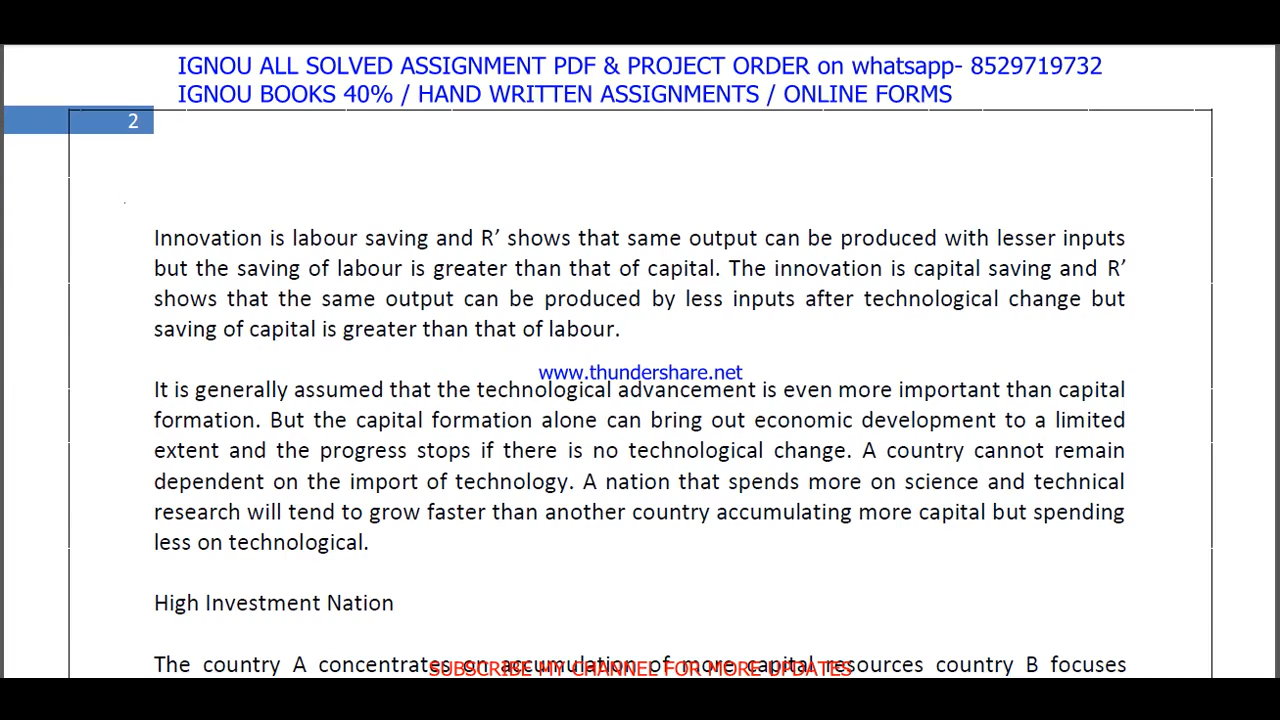 IGNOU ALL SOLVED ASSIGNMENT PDF & PROJECT ORDER on whatsapp- 8529719732
IGNOU BOOKS 40% / HAND WRITTEN ASSIGNMENTS / ONLINE FORMS
2
Innovation is labour saving and R’ shows that same output can be produced with lesser inputs
but the saving of labour is greater than that of capital. The innovation is capital saving and R’
shows that the same output can be produced by less inputs after technological change but
saving of capital is greater than that of labour.
www.thundershare.net
It is generally assumed that the technological advancement is even more important than capital
formation. But the capital formation alone can bring out economic development to a limited
extent and the progress stops if there is no technological change. A country cannot remain
dependent on the import of technology. A nation that spends more on science and technical
research will tend to grow faster than another country accumulating more capital but spending
less on technological.
High Investment Nation
The country A concentrates on accumulation of more capital resources country B focuses
SUBSCRIBE MY CHANNEL FOR MORE UPDATES